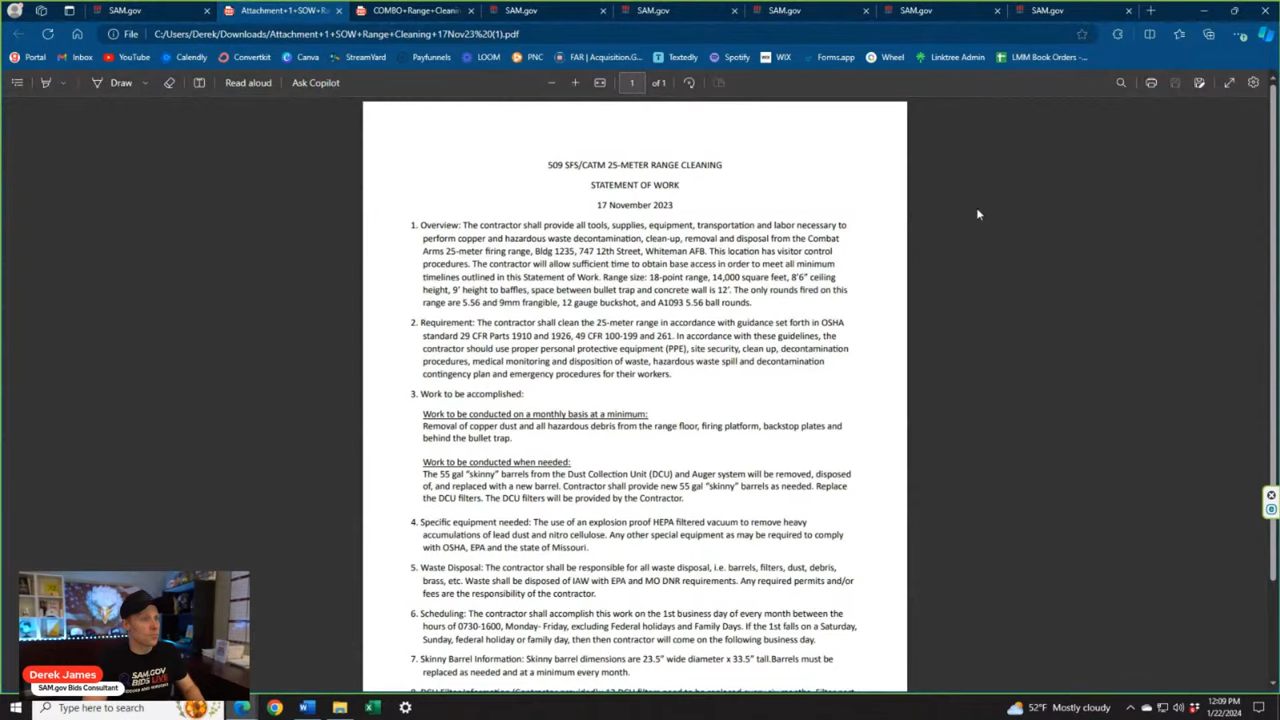 SAM.gov
Attachment+1+SOW+R
COMBO+Range+Cleanin
SAM.gov
SAM.gov
SAM.gov
SAM.gov
SAM.gov
File
C:/Users/Derek/Downloads/Attachment+1+SOW+Range+Cleaning+17Nov23%20(1).pdf
Portal
Inbox
YouTube
Calendly
Convertkit
Canva
StreamYard
Payfunnels
LOOM
PNC
FAR | Acquisition.G...
Textedly
Spotify
WIX
Forms.app
Wheel
Linktree Admin
LMM Book Orders -...
Draw
Read aloud
Ask Copilot
1
of 1
509 SFS/CATM 25-METER RANGE CLEANING
STATEMENT OF WORK
17 November 2023
1. Overview: The contractor shall provide all tools, supplies, equipment, transportation and labor necessary to
perform copper and hazardous waste decontamination, clean-up, removal and disposal from the Combat
Arms 25-meter firing range, Bldg 1235, 747 12th Street, Whiteman AFB. This location has visitor control
procedures. The contractor will allow sufficient time to obtain base access in order to meet all minimum
timelines outlined in this Statement of Work. Range size: 18-point range, 14,000 square feet, 8'6" ceiling
height, 9' height to baffles, space between bullet trap and concrete wall is 12'. The only rounds fired on this
range are 5.56 and 9mm frangible, 12 gauge buckshot, and A1093 5.56 ball rounds.
2. Requirement: The contractor shall clean the 25-meter range in accordance with guidance set forth in OSHA
standard 29 CFR Parts 1910 and 1926, 49 CFR 100-199 and 261. In accordance with these guidelines, the
contractor should use proper personal protective equipment (PPE), site security, clean up, decontamination
procedures, medical monitoring and disposition of waste, hazardous waste spill and decontamination
contingency plan and emergency procedures for their workers.
3. Work to be accomplished:
Work to be conducted on a monthly basis at a minimum:
Removal of copper dust and all hazardous debris from the range floor, firing platform, backstop plates and
behind the bullet trap.
Work to be conducted when needed:
The 55 gal "skinny" barrels from the Dust Collection Unit (DCU) and Auger system will be removed, disposed
of, and replaced with a new barrel. Contractor shall provide new 55 gal "skinny" barrels as needed. Replace
the DCU filters. The DCU filters will be provided by the Contractor.
4. Specific equipment needed: The use of an explosion proof HEPA filtered vacuum to remove heavy
accumulations of lead dust and nitro cellulose. Any other special equipment as may be required to comply
with OSHA, EPA and the state of Missouri.
5. Waste Disposal: The contractor shall be responsible for all waste disposal, i.e. barrels, filters, dust, debris,
brass, etc. Waste shall be disposed of IAW with EPA and MO DNR requirements. Any required permits and/or
fees are the responsibility of the contractor.
6. Scheduling: The contractor shall accomplish this work on the 1st business day of every month between the
hours of 0730-1600, Monday- Friday, excluding Federal holidays and Family Days. If the 1st falls on a Saturday,
Sunday, federal holiday or family day, then then contractor will come on the following business day.
7. Skinny Barrel Information: Skinny barrel dimensions are 23.5" wide diameter x 33.5" tall.Barrels must be
replaced as needed and at a minimum every month.
SAM.GOV
BIDS LIVE
Derek James
SAM.gov Bids Consultant
Type here to search
52°F Mostly cloudy
12:09 PM
1/22/2024